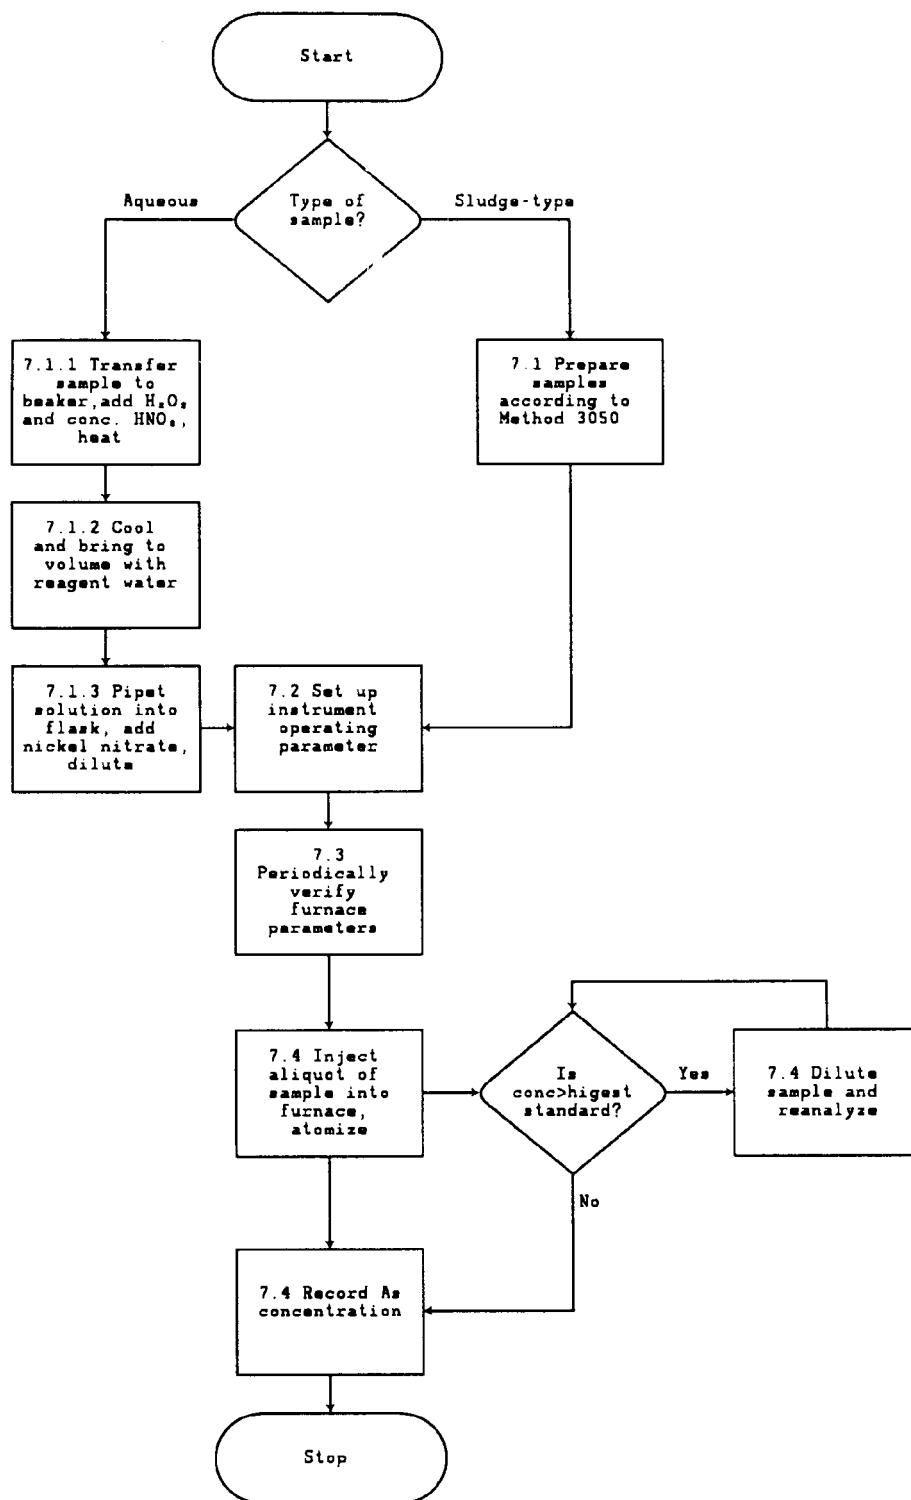 Start
Type of
sample?
Aqueous
Sludge-type
7.1.1 Transfer
sample to
beaker, add H₂O₂
and conc. HNO₃,
heat
7.1 Prepare
samples
according to
Method 3050
7.1.2 Cool
and bring to
volume with
reagent water
7.1.3 Pipet
solution into
flask, add
nickel nitrate,
dilute
7.2 Set up
instrument
operating
parameter
7.3
Periodically
verify
furnace
parameters
7.4 Inject
aliquot of
sample into
furnace,
atomize
Is
conc>higest
standard?
Yes
7.4 Dilute
sample and
reanalyze
No
7.4 Record As
concentration
Stop